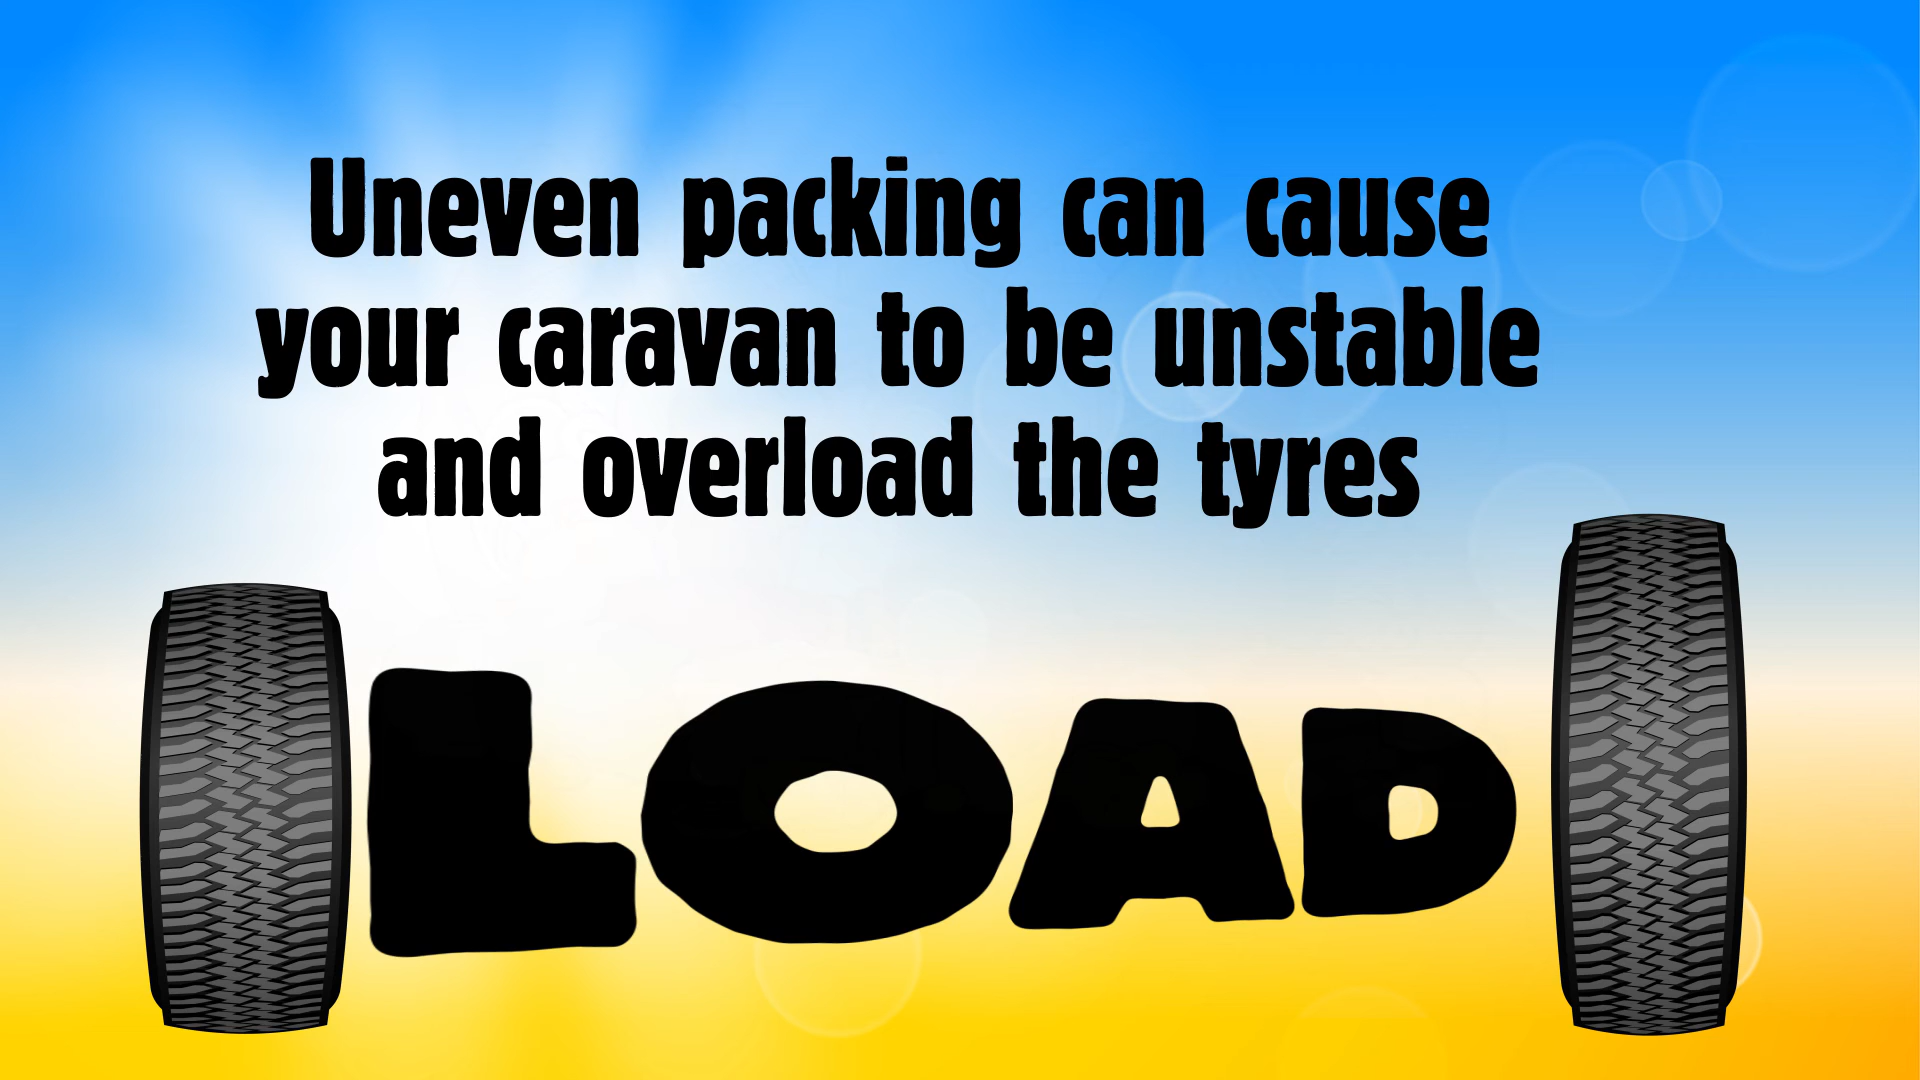 Uneven packing can cause
your caravan to be unstable
and overload the tyres
LOAD